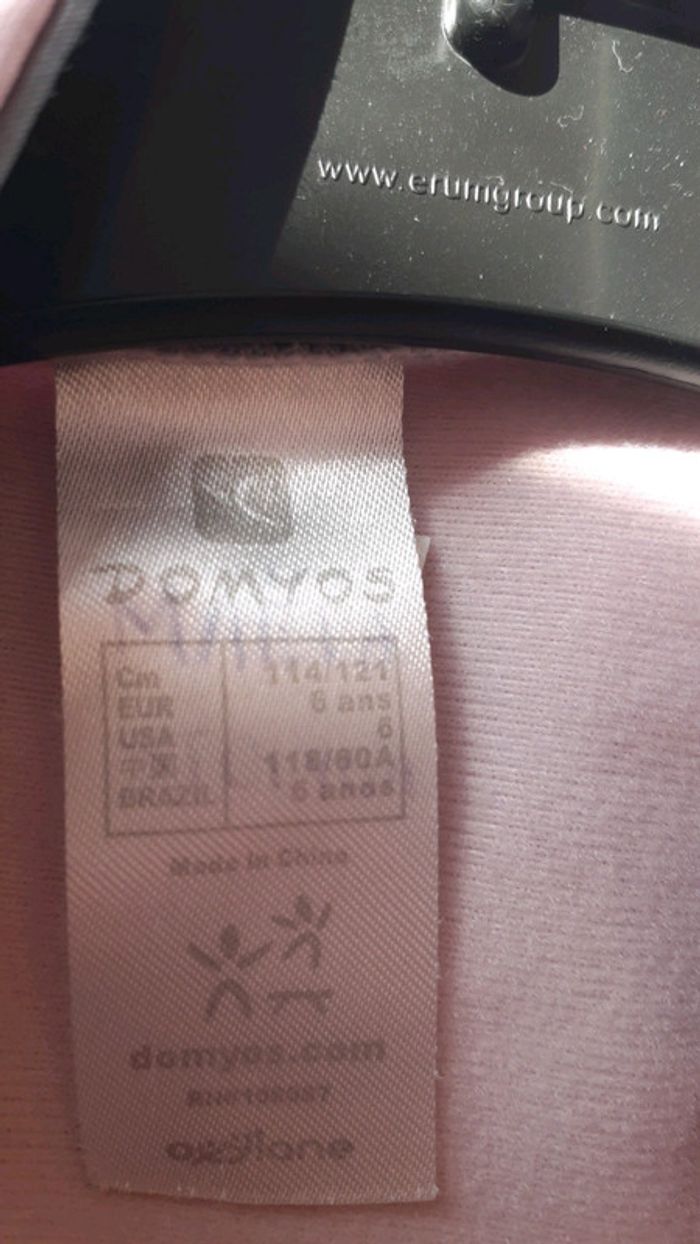 www.erumgroup.com
DOMYOS
Cm 114/121
EUR 6 ans
USA 6
中国 118/60A
BRAZIL 6 anos
Made in China
domyos.com
oxylane